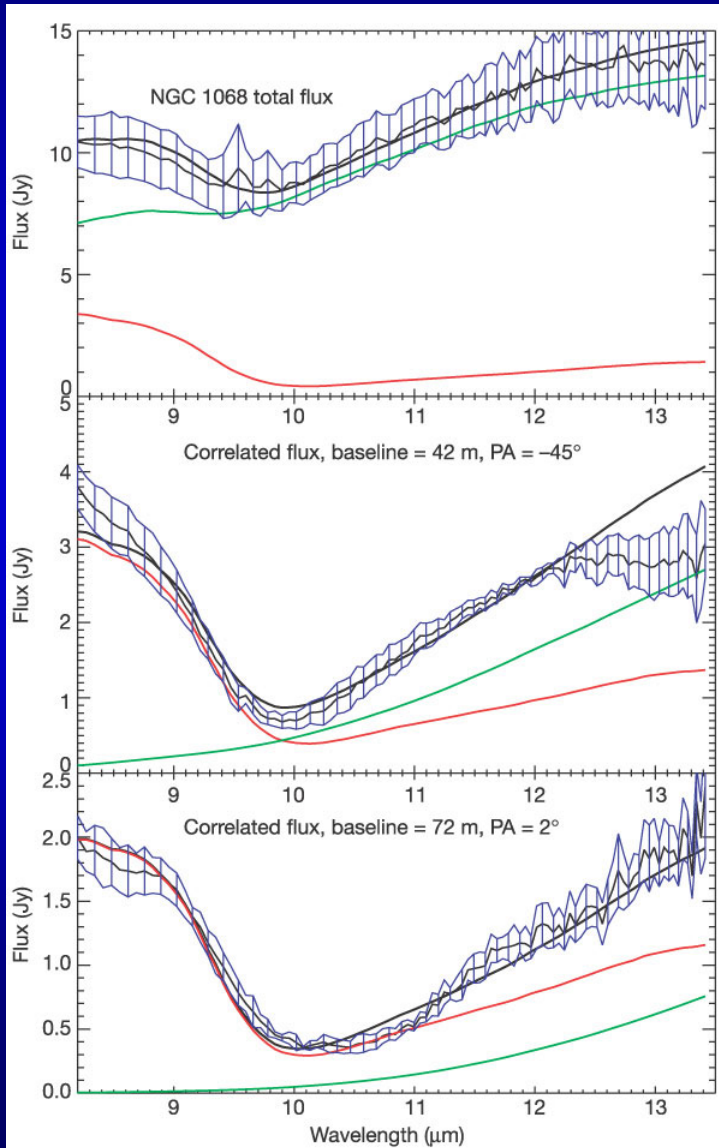 15
NGC 1068 total flux
10
Flux (Jy)
5
0
9 10 11 12 13
5
Correlated flux, baseline = 42 m, PA = –45°
4
3
Flux (Jy)
2
1
0
9 10 11 12 13
2.5
Correlated flux, baseline = 72 m, PA = 2°
2.0
1.5
Flux (Jy)
1.0
0.5
0.0
9 10 11 12 13
Wavelength (μm)